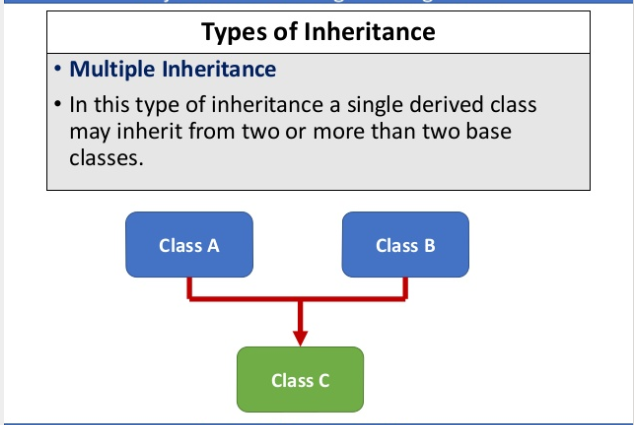 Types of Inheritance
• Multiple Inheritance
• In this type of inheritance a single derived class
may inherit from two or more than two base
classes.
Class A
Class B
Class C